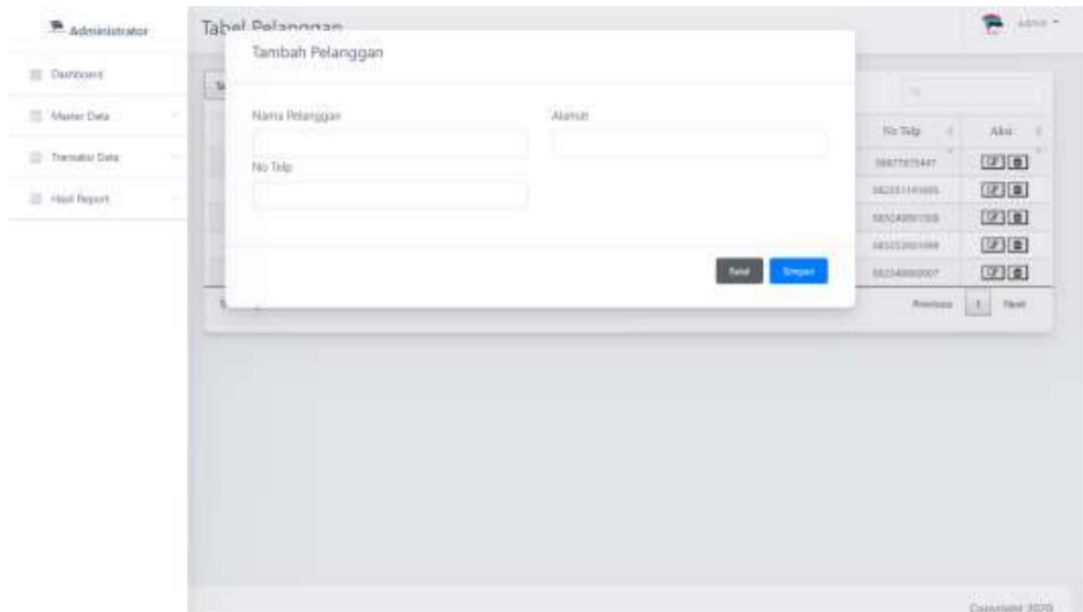 Administrator
Tabel Pelanggan
Admin
Tambah Pelanggan
Dashboard
Master Data
Transaksi Data
Hasil Report
Nama Pelanggan
Alamat
No Telp
No Telp
Aksi
Batal
Simpan
Previous
1
Next
Copyright 2020